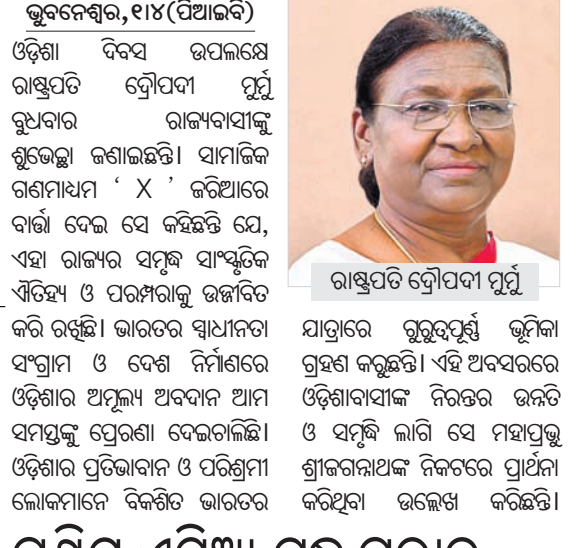 ଭୁବନେଶ୍ୱର,୧।୪(ପିଆଇବି)
ଓଡ଼ିଶା ଦିବସ ଉପଲକ୍ଷେ
ରାଷ୍ଟ୍ରପତି ଦ୍ରୌପଦୀ ମୁର୍ମୁ
ବୁଧବାର ରାଜ୍ୟବାସୀଙ୍କୁ
ଶୁଭେଚ୍ଛା ଜଣାଇଛନ୍ତି। ସାମାଜିକ
ଗଣମାଧ୍ୟମ ‘ X ’ ଜରିଆରେ
ବାର୍ତ୍ତା ଦେଇ ସେ କହିଛନ୍ତି ଯେ,
ଏହା ରାଜ୍ୟର ସମୃଦ୍ଧ ସାଂସ୍କୃତିକ
ଐତିହ୍ୟ ଓ ପରମ୍ପରାକୁ ଉଜ୍ଜୀବିତ
କରି ରଖିଛି। ଭାରତର ସ୍ୱାଧୀନତା
ସଂଗ୍ରାମ ଓ ଦେଶ ନିର୍ମାଣରେ
ଓଡ଼ିଶାର ଅମୂଲ୍ୟ ଅବଦାନ ଆମ
ସମସ୍ତଙ୍କୁ ପ୍ରେରଣା ଦେଇଚାଲିଛି।
ଓଡ଼ିଶାର ପ୍ରତିଭାବାନ ଓ ପରିଶ୍ରମୀ
ଲୋକମାନେ ବିକଶିତ ଭାରତର
ରାଷ୍ଟ୍ରପତି ଦ୍ରୌପଦୀ ମୁର୍ମୁ
ଯାତ୍ରାରେ ଗୁରୁତ୍ୱପୂର୍ଣ୍ଣ ଭୂମିକା
ଗ୍ରହଣ କରୁଛନ୍ତି। ଏହି ଅବସରରେ
ଓଡ଼ିଶାବାସୀଙ୍କ ନିରନ୍ତର ଉନ୍ନତି
ଓ ସମୃଦ୍ଧି ଲାଗି ସେ ମହାପ୍ରଭୁ
ଶ୍ରୀଜଗନ୍ନାଥଙ୍କ ନିକଟରେ ପ୍ରାର୍ଥନା
କରିଥିବା ଉଲ୍ଲେଖ କରିଛନ୍ତି।